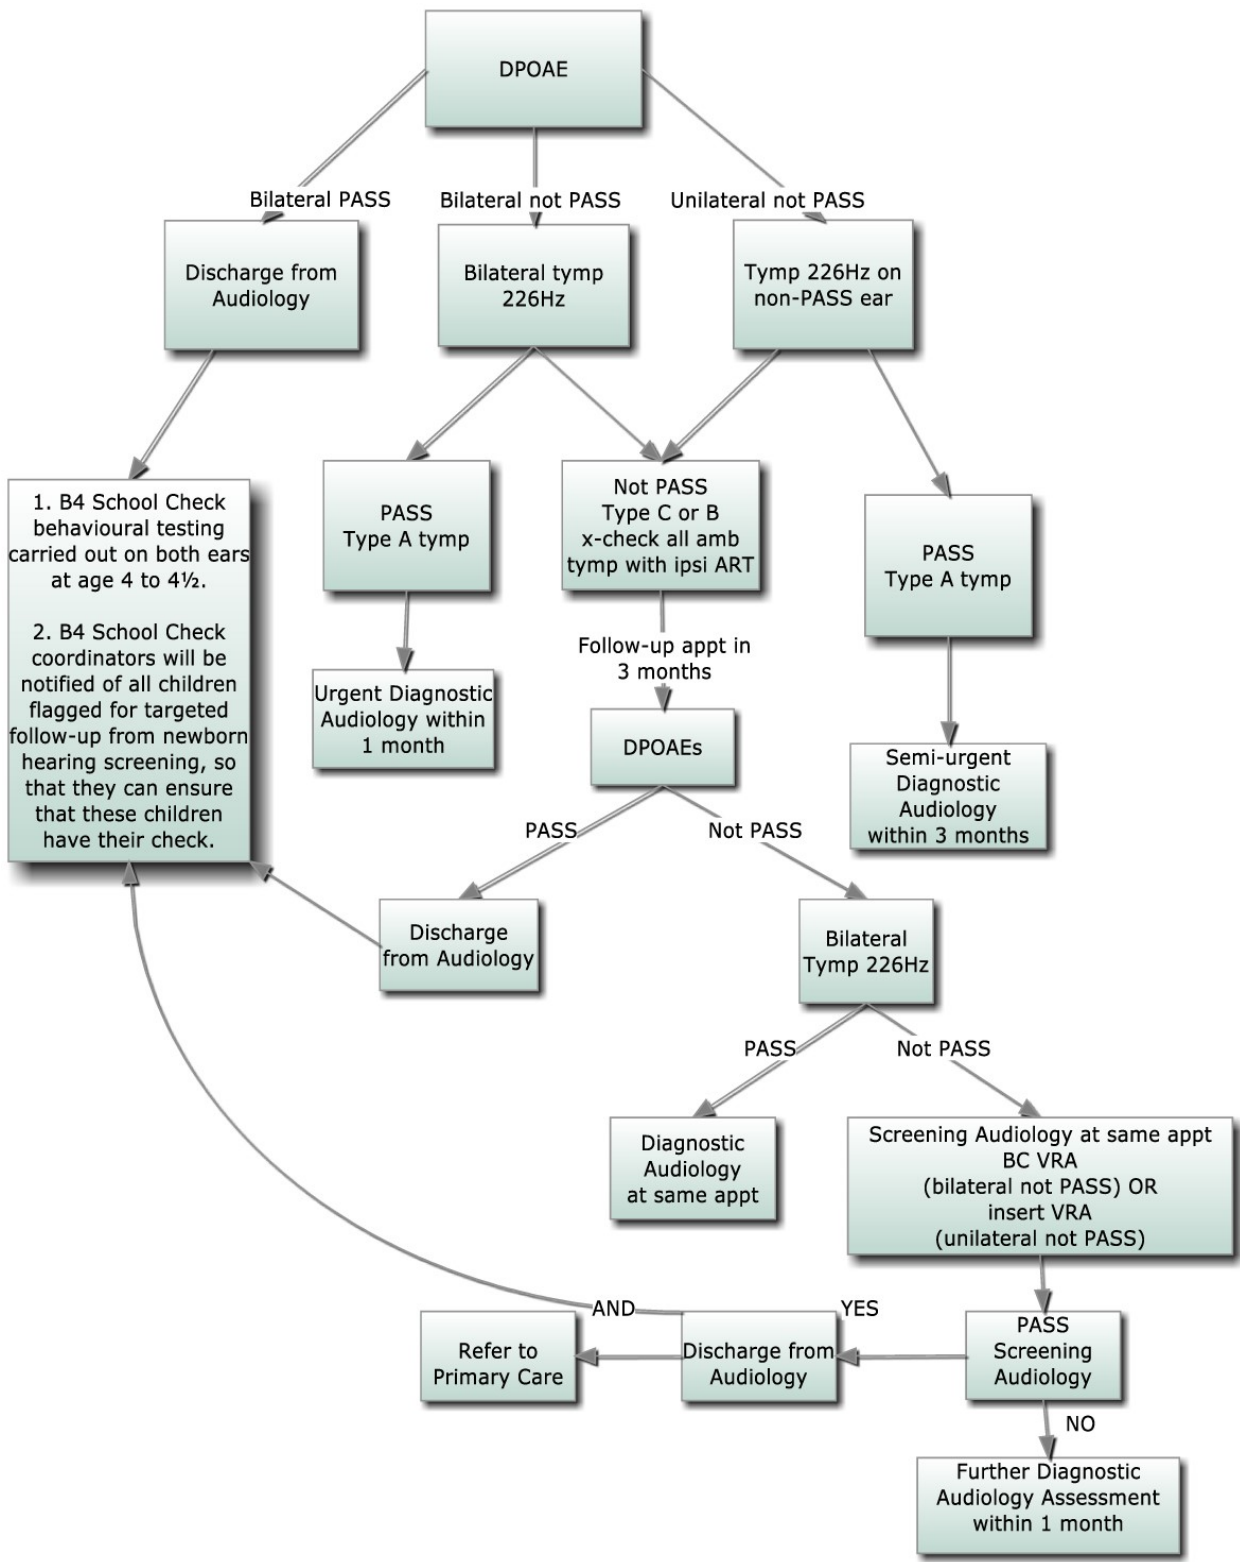 DPOAE
Bilateral PASS
Bilateral not PASS
Unilateral not PASS
Discharge from
Audiology
Bilateral tymp
226Hz
Tymp 226Hz on
non-PASS ear
1. B4 School Check
behavioural testing
carried out on both ears
at age 4 to 4½.
2. B4 School Check
coordinators will be
notified of all children
flagged for targeted
follow-up from newborn
hearing screening, so
that they can ensure
that these children
have their check.
PASS
Type A tymp
Not PASS
Type C or B
x-check all amb
tymp with ipsi ART
PASS
Type A tymp
Urgent Diagnostic
Audiology within
1 month
Follow-up appt in
3 months
DPOAEs
Semi-urgent
Diagnostic
Audiology
within 3 months
PASS
Not PASS
Discharge
from Audiology
Bilateral
Tymp 226Hz
PASS
Not PASS
Diagnostic
Audiology
at same appt
Screening Audiology at same appt
BC VRA
(bilateral not PASS) OR
insert VRA
(unilateral not PASS)
AND
YES
Refer to
Primary Care
Discharge from
Audiology
PASS
Screening
Audiology
NO
Further Diagnostic
Audiology Assessment
within 1 month